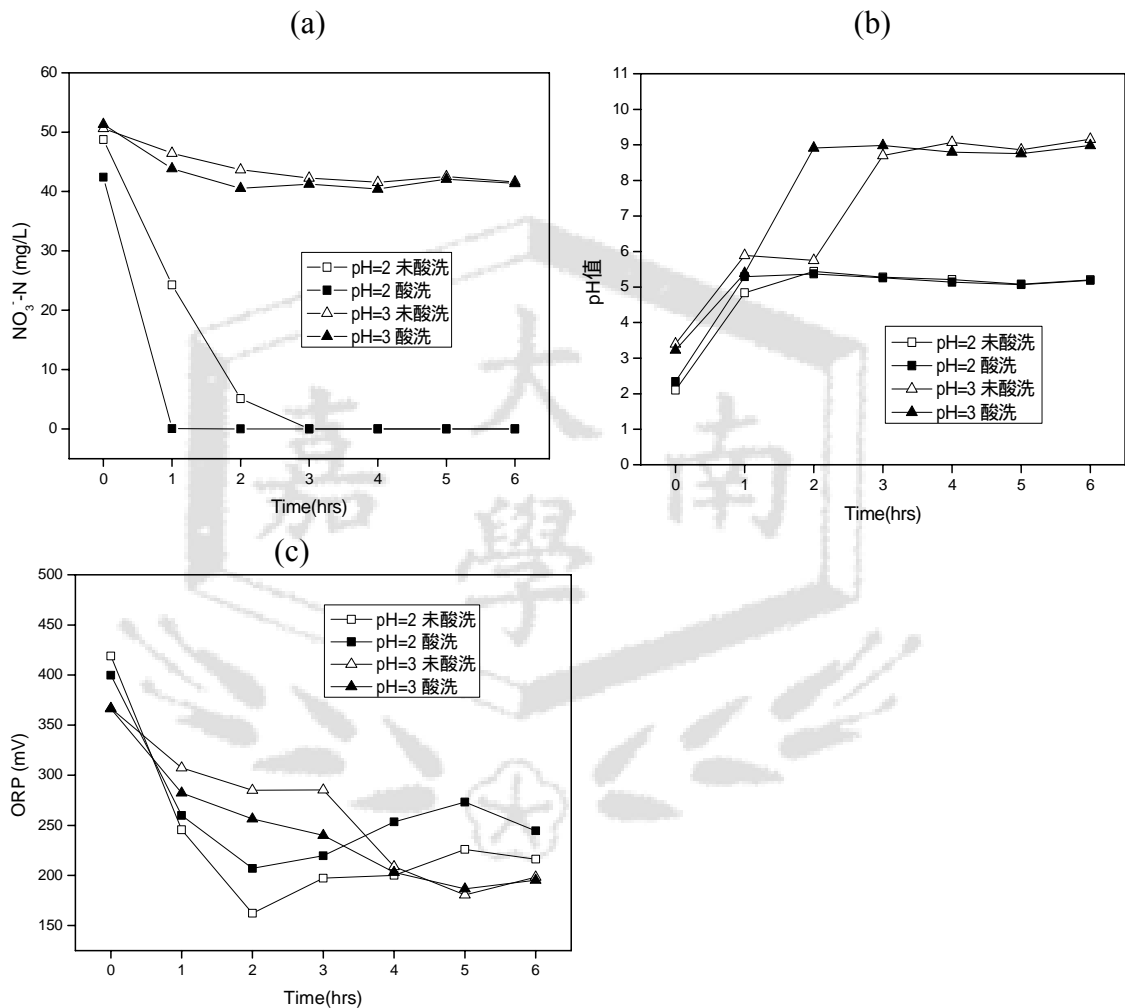 (a)
60
50
40
30
20
10
0
NO₃⁻-N (mg/L)
pH=2 未酸洗
pH=2 酸洗
pH=3 未酸洗
pH=3 酸洗
0 1 2 3 4 5 6
Time(hrs)
(b)
11
10
9
8
7
6
5
4
3
2
1
0
pH值
pH=2 未酸洗
pH=2 酸洗
pH=3 未酸洗
pH=3 酸洗
0 1 2 3 4 5 6
Time(hrs)
(c)
500
450
400
350
300
250
200
150
ORP (mV)
pH=2 未酸洗
pH=2 酸洗
pH=3 未酸洗
pH=3 酸洗
0 1 2 3 4 5 6
Time(hrs)
嘉
大
南
學